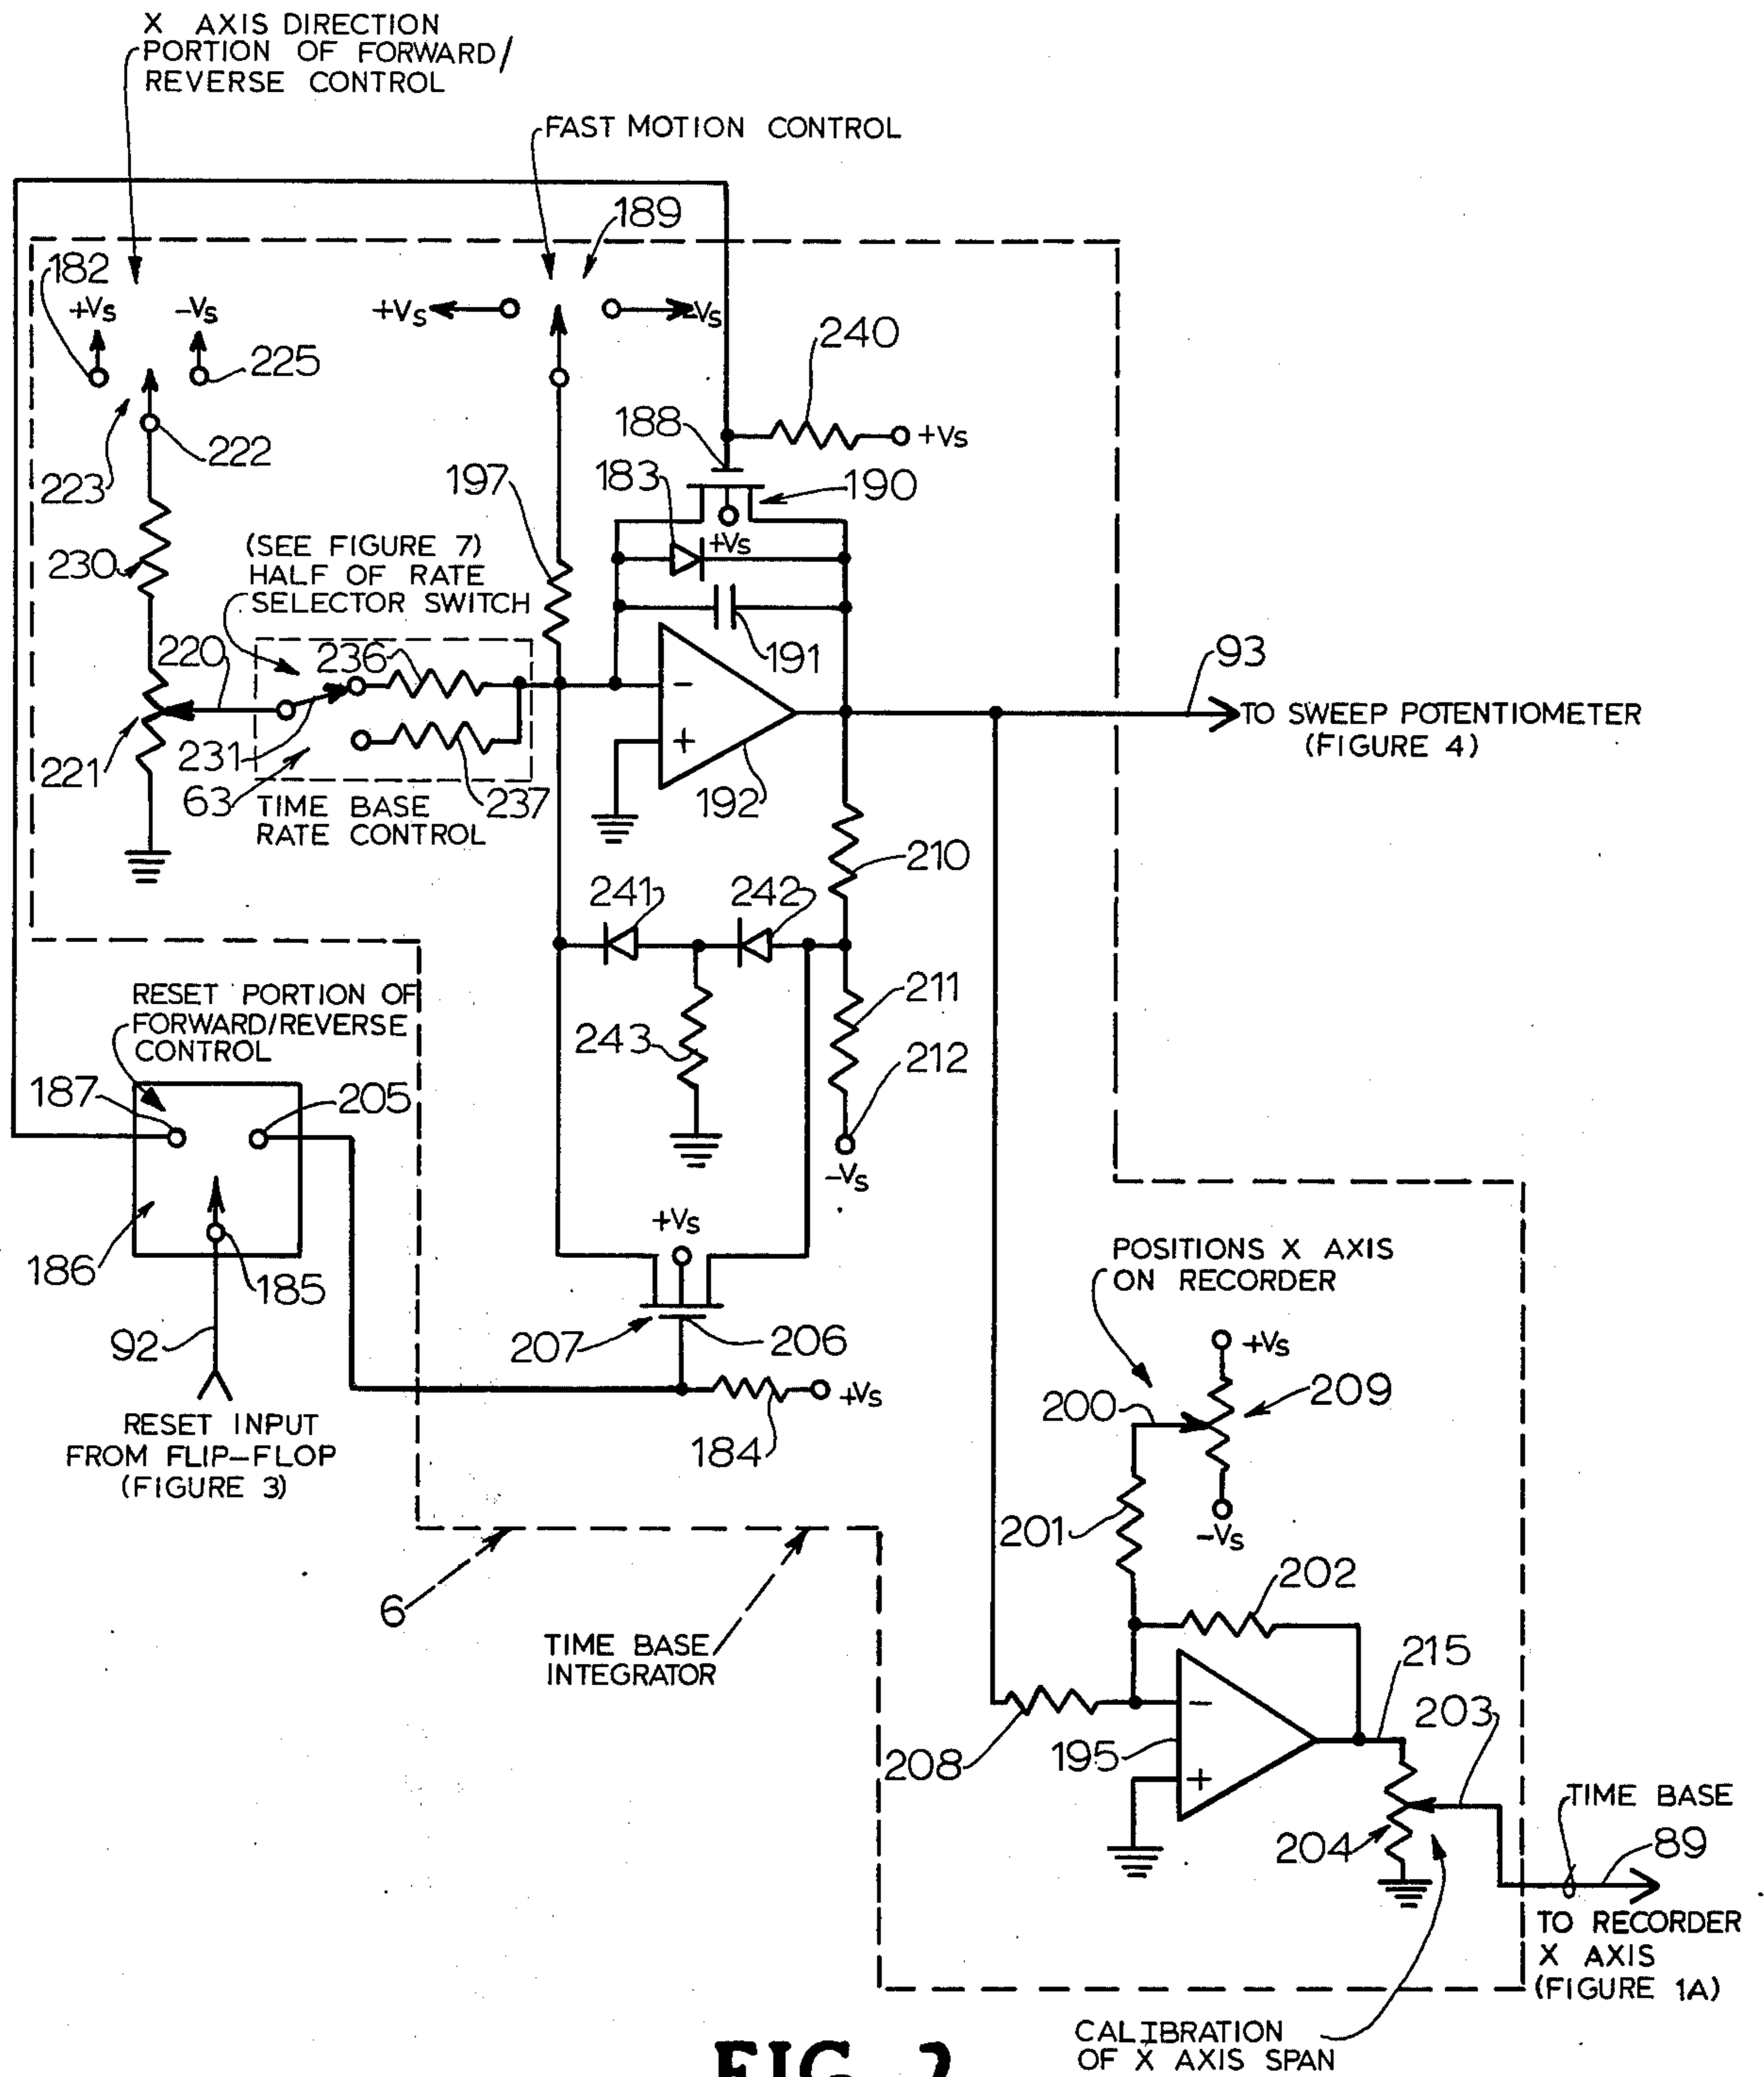 X AXIS DIRECTION
PORTION OF FORWARD/
REVERSE CONTROL
FAST MOTION CONTROL
189
182
+Vs
-Vs
+Vs
-Vs
225
240
188
+Vs
222
223
197
183
190
+Vs
230
(SEE FIGURE 7)
HALF OF RATE
SELECTOR SWITCH
220
236
191
93
-
TO SWEEP POTENTIOMETER
(FIGURE 4)
+
221
231
63
237
192
TIME BASE
RATE CONTROL
210
241
242
RESET PORTION OF
FORWARD/REVERSE
CONTROL
211
243
212
187
205
-Vs
+Vs
POSITIONS X AXIS
ON RECORDER
186
185
92
207
206
+Vs
+Vs
209
200
RESET INPUT
FROM FLIP-FLOP
(FIGURE 3)
184
201
-Vs
202
6
TIME BASE
INTEGRATOR
215
203
-
208
195
+
TIME BASE
204
89
TO RECORDER
X AXIS
(FIGURE 1A)
CALIBRATION
OF X AXIS SPAN
FIG. 2